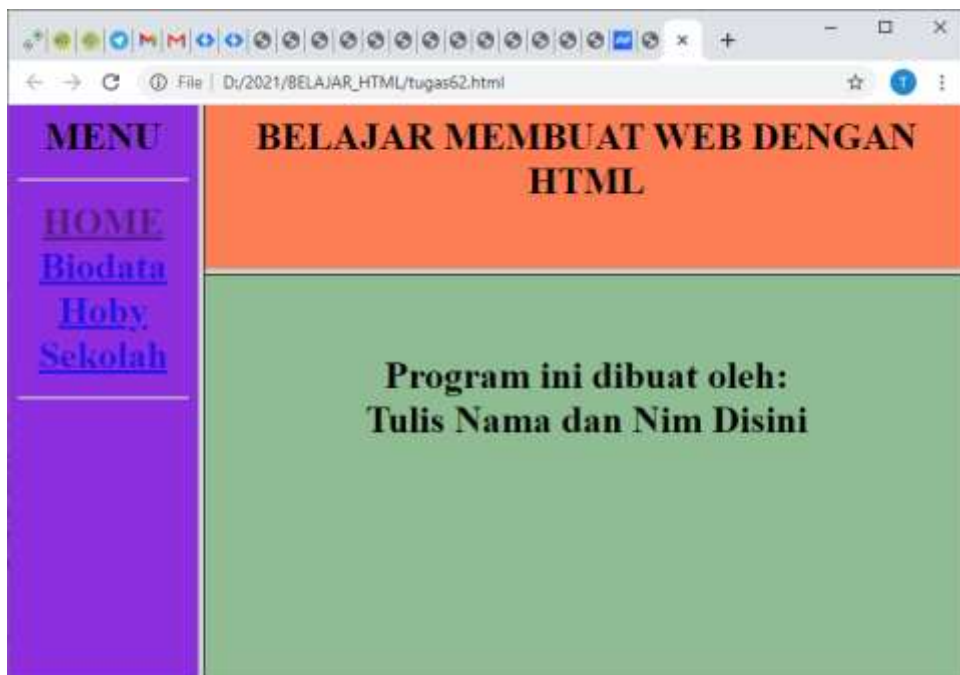 File | D:/2021/BELAJAR_HTML/tugas62.html
MENU
HOME
Biodata
Hoby
Sekolah
BELAJAR MEMBUAT WEB DENGAN
HTML
Program ini dibuat oleh:
Tulis Nama dan Nim Disini
T